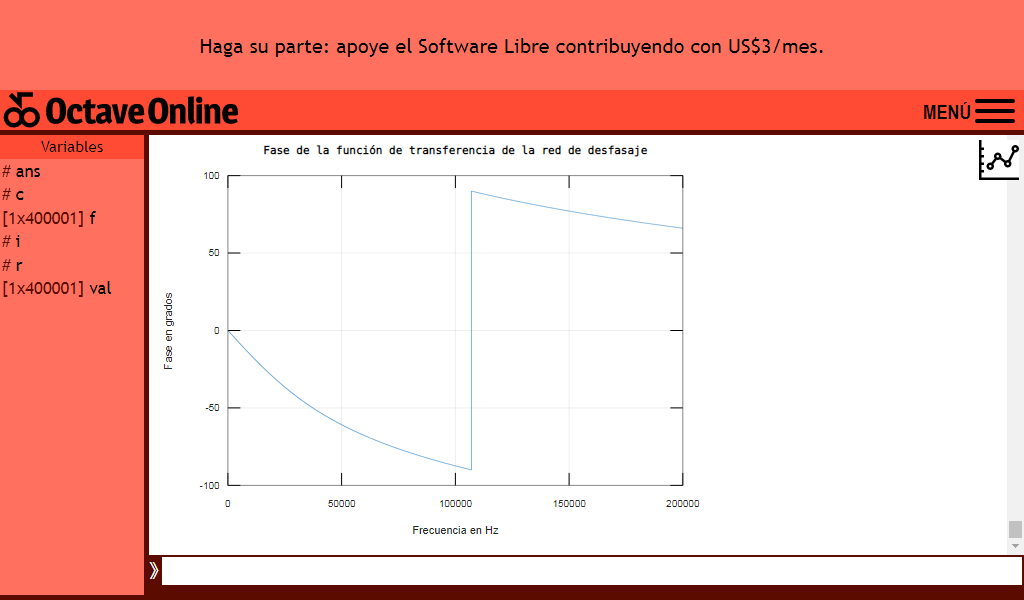 Haga su parte: apoye el Software Libre contribuyendo con US$3/mes.
Octave Online
MENÚ
Variables
# ans
# c
[1x400001] f
# i
# r
[1x400001] val
Fase de la función de transferencia de la red de desfasaje
100
50
0
-50
-100
Fase en grados
0
50000
100000
150000
200000
Frecuencia en Hz